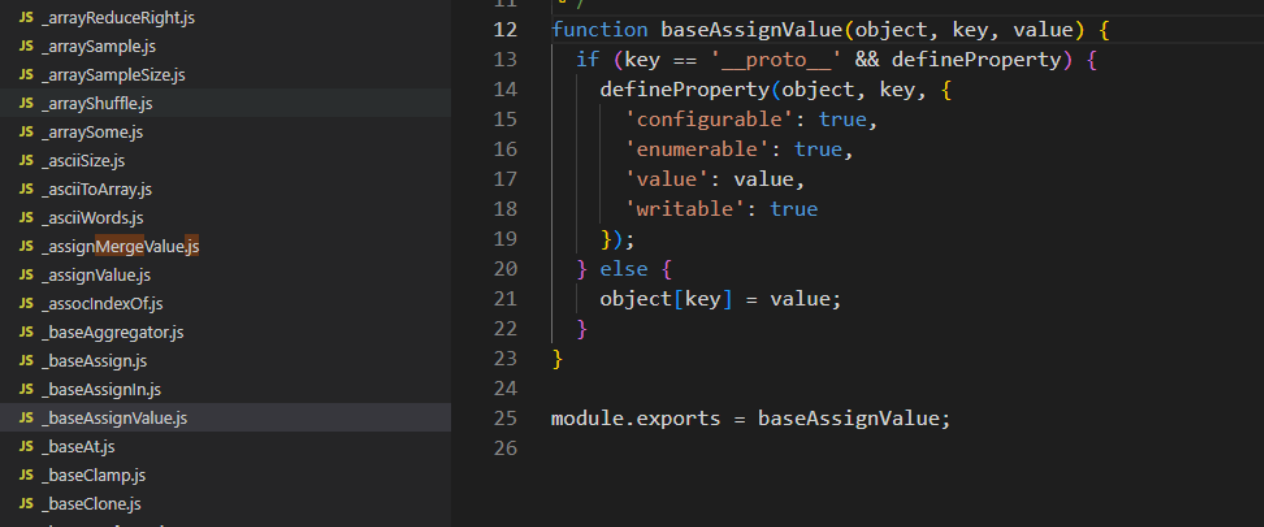 JS _arrayReduceRight.js
JS _arraySample.js
JS _arraySampleSize.js
JS _arrayShuffle.js
JS _arraySome.js
JS _asciiSize.js
JS _asciiToArray.js
JS _asciiWords.js
JS _assignMergeValue.js
JS _assignValue.js
JS _assocIndexOf.js
JS _baseAggregator.js
JS _baseAssign.js
JS _baseAssignIn.js
JS _baseAssignValue.js
JS _baseAt.js
JS _baseClamp.js
JS _baseClone.js
11 */
12 function baseAssignValue(object, key, value) {
13   if (key == '__proto__' && defineProperty) {
14     defineProperty(object, key, {
15       'configurable': true,
16       'enumerable': true,
17       'value': value,
18       'writable': true
19     });
20   } else {
21     object[key] = value;
22   }
23 }
24
25 module.exports = baseAssignValue;
26